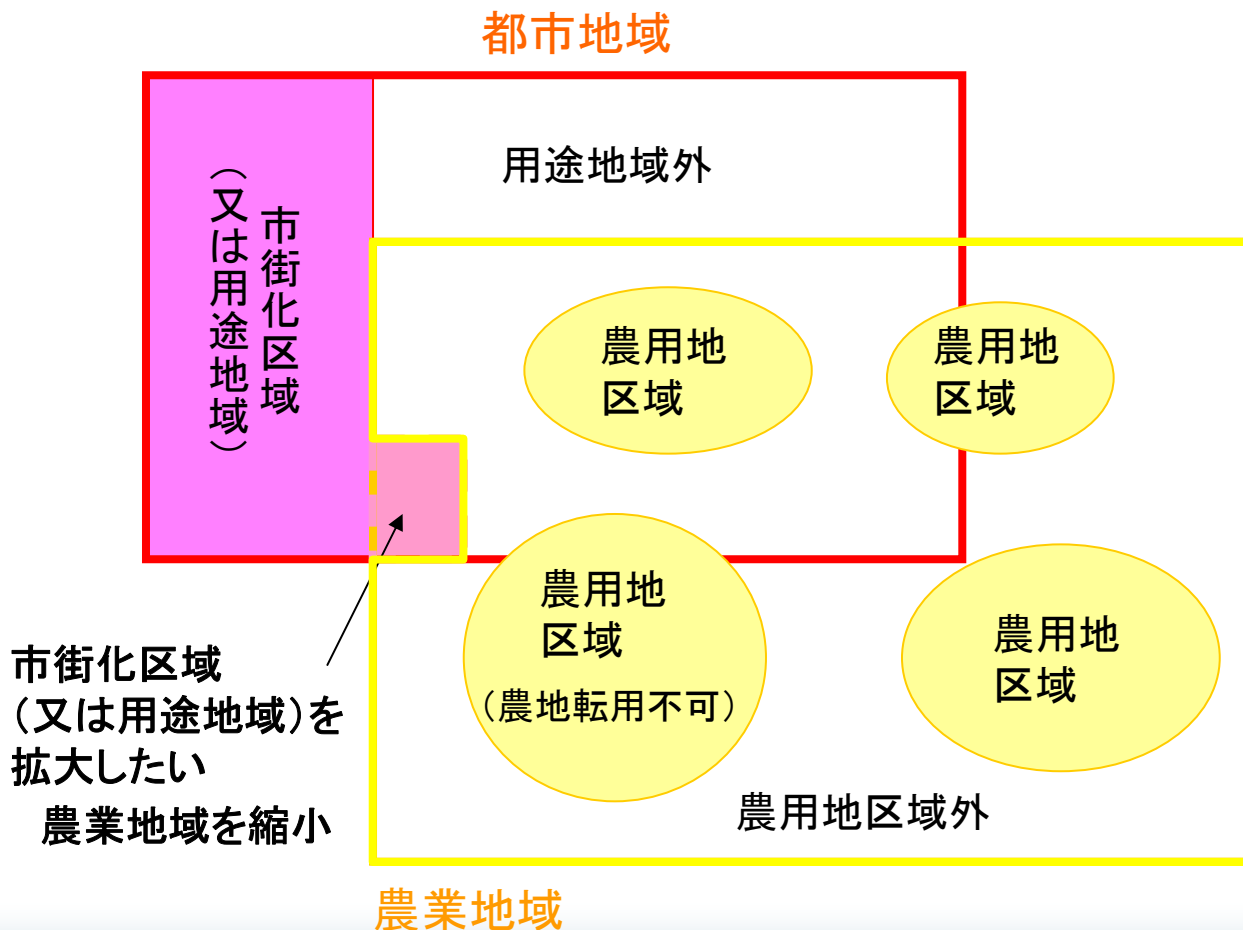 都市地域
用途地域外
市街化区域
（又は用途地域）
農用地
区域
農用地
区域
農用地
区域
（農地転用不可）
農用地
区域
市街化区域
（又は用途地域）を
拡大したい
農業地域を縮小
農用地区域外
農業地域